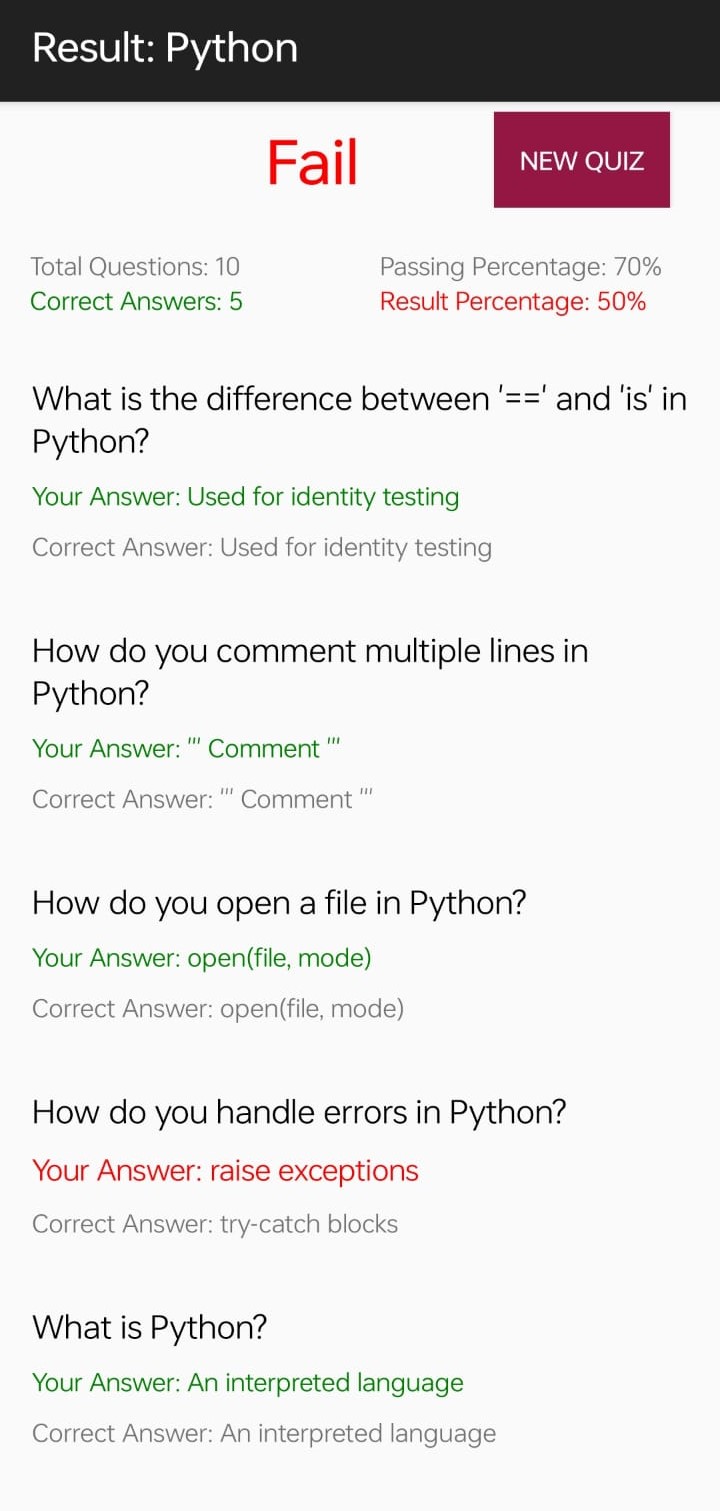 Result: Python
Fail
NEW QUIZ
Total Questions: 10
Passing Percentage: 70%
Correct Answers: 5
Result Percentage: 50%
What is the difference between '==' and 'is' in
Python?
Your Answer: Used for identity testing
Correct Answer: Used for identity testing
How do you comment multiple lines in
Python?
Your Answer: ''' Comment '''
Correct Answer: ''' Comment '''
How do you open a file in Python?
Your Answer: open(file, mode)
Correct Answer: open(file, mode)
How do you handle errors in Python?
Your Answer: raise exceptions
Correct Answer: try-catch blocks
What is Python?
Your Answer: An interpreted language
Correct Answer: An interpreted language